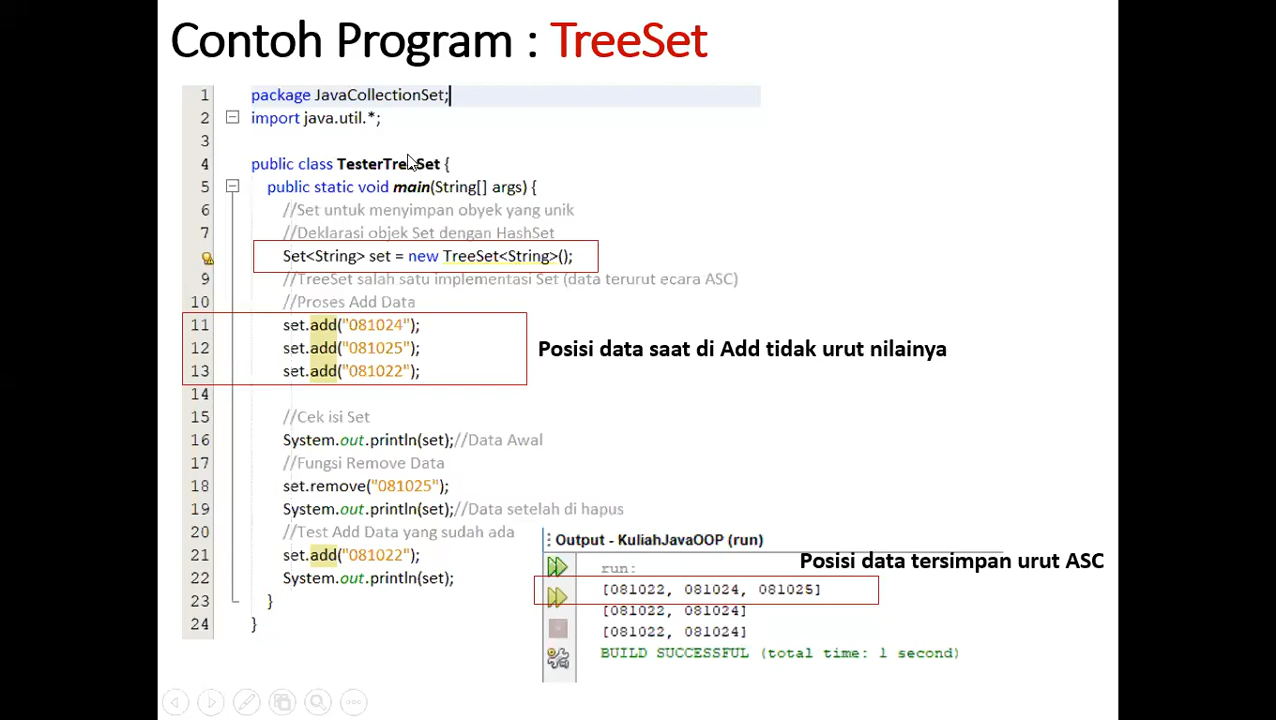 Contoh Program : TreeSet
1 package JavaCollectionSet;
2 import java.util.*;
3
4 public class TesterTreeSet {
5 public static void main(String[] args) {
6 //Set untuk menyimpan obyek yang unik
7 //Deklarasi objek Set dengan HashSet
Set<String> set = new TreeSet<String>();
9 //TreeSet salah satu implementasi Set (data terurut ecara ASC)
10 //Proses Add Data
11 set.add("081024");
12 set.add("081025");
13 set.add("081022");
Posisi data saat di Add tidak urut nilainya
14
15 //Cek isi Set
16 System.out.println(set);//Data Awal
17 //Fungsi Remove Data
18 set.remove("081025");
19 System.out.println(set);//Data setelah di hapus
20 //Test Add Data yang sudah ada
21 set.add("081022");
22 System.out.println(set);
23 }
24 }
Output - KuliahJavaOOP (run)
Posisi data tersimpan urut ASC
run:
[081022, 081024, 081025]
[081022, 081024]
[081022, 081024]
BUILD SUCCESSFUL (total time: 1 second)